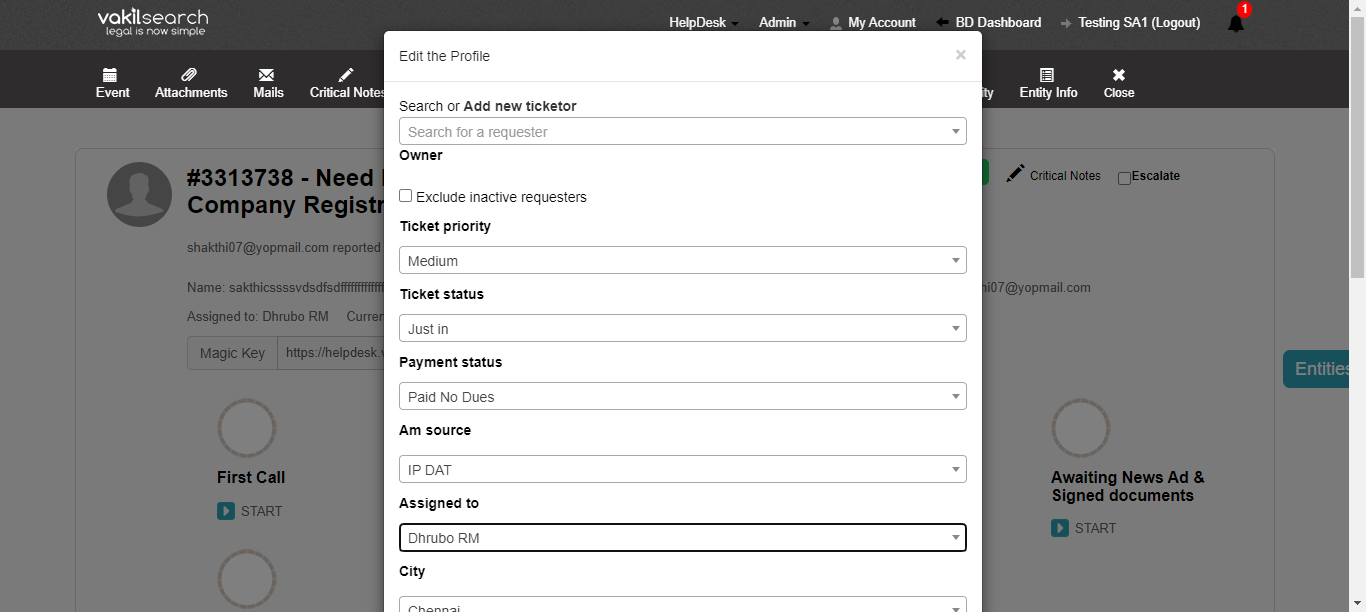 vakilsearch
legal is now simple
HelpDesk
Admin
My Account
BD Dashboard
Testing SA1 (Logout)
1
Event
Attachments
Mails
Critical Notes
Entity Info
Close
Edit the Profile
×
Search or Add new ticketor
Search for a requester
Owner
Exclude inactive requesters
Ticket priority
Medium
Ticket status
Just in
Payment status
Paid No Dues
Am source
IP DAT
Assigned to
Dhrubo RM
City
Chennai
#3313738 - Need
Company Registr
Critical Notes
Escalate
shakthi07@yopmail.com reported
hi07@yopmail.com
Assigned to: Dhrubo RM
Magic Key
https://helpdesk.
Entities
First Call
START
Awaiting News Ad &
Signed documents
START